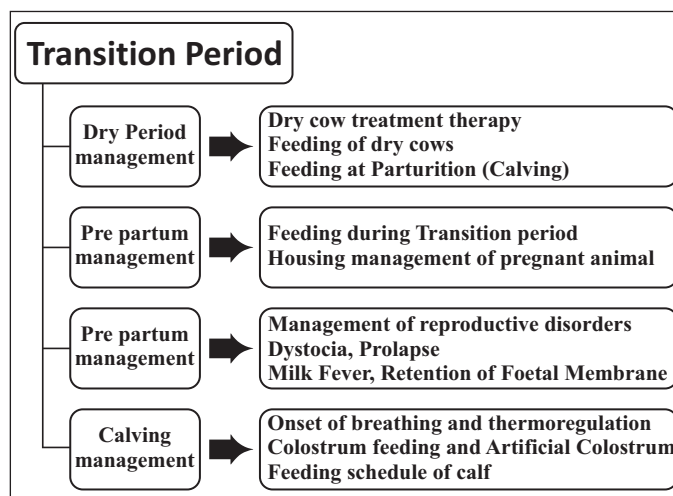 Transition Period
Dry Period
management
Dry cow treatment therapy
Feeding of dry cows
Feeding at Parturition (Calving)
Pre partum
management
Feeding during Transition period
Housing management of pregnant animal
Pre partum
management
Management of reproductive disorders
Dystocia, Prolapse
Milk Fever, Retention of Foetal Membrane
Calving
management
Onset of breathing and thermoregulation
Colostrum feeding and Artificial Colostrum
Feeding schedule of calf